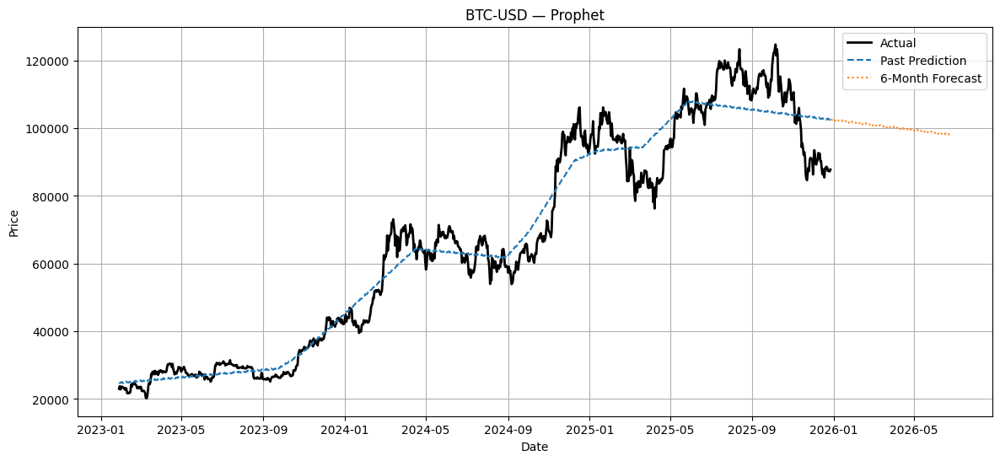 BTC-USD — Prophet
Actual
Past Prediction
6-Month Forecast
Price
120000
100000
80000
60000
40000
20000
2023-01 2023-05 2023-09 2024-01 2024-05 2024-09 2025-01 2025-05 2025-09 2026-01 2026-05
Date